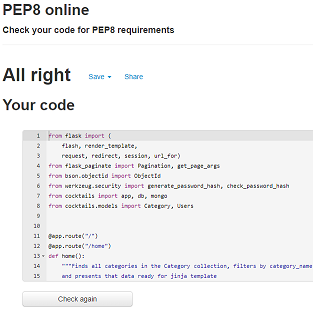 PEP8 online
Check your code for PEP8 requirements
All right Save Share
Your code
1 from flask import (
2 flash, render_template,
3 request, redirect, session, url_for)
4 from flask_paginate import Pagination, get_page_args
5 from bson.objectid import ObjectId
6 from werkzeug.security import generate_password_hash, check_password_hash
7 from cocktails import app, db, mongo
8 from cocktails.models import Category, Users
9
10
11 @app.route("/")
12 @app.route("/home")
13 def home():
14 """Finds all categories in the Category collection, filters by category_name
15 and presents that data ready for jinja template
Check again